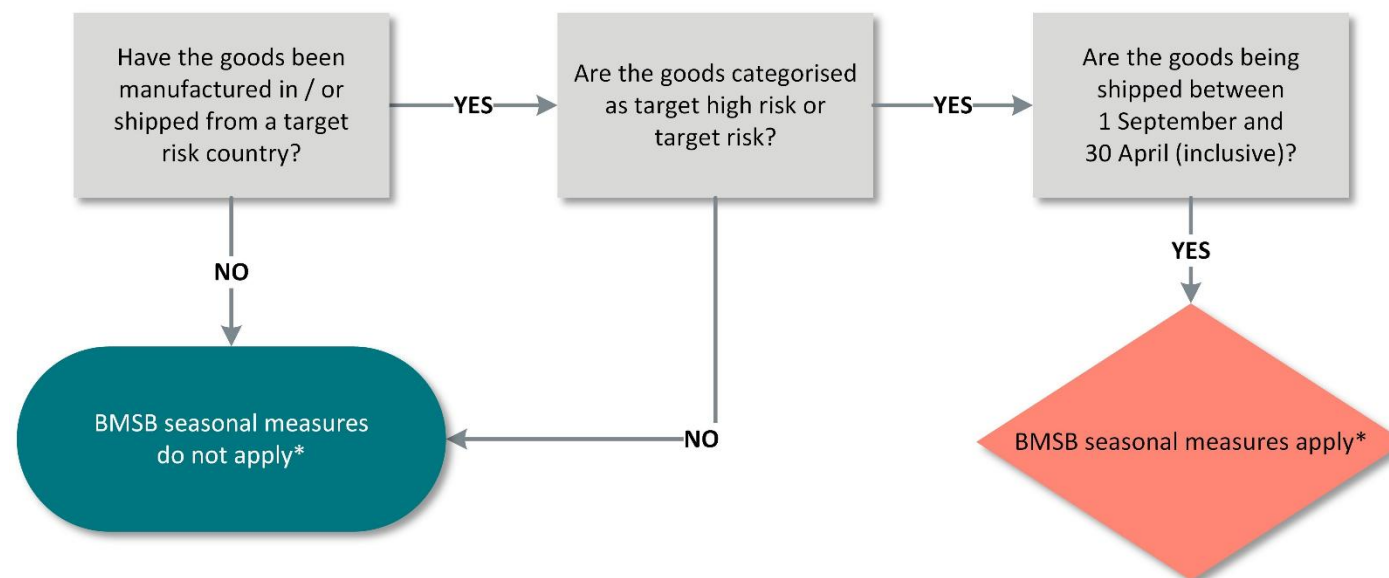 Have the goods been
manufactured in / or
shipped from a target
risk country?
YES
Are the goods categorised
as target high risk or
target risk?
YES
Are the goods being
shipped between
1 September and
30 April (inclusive)?
NO
YES
BMSB seasonal measures
do not apply*
NO
BMSB seasonal measures apply*